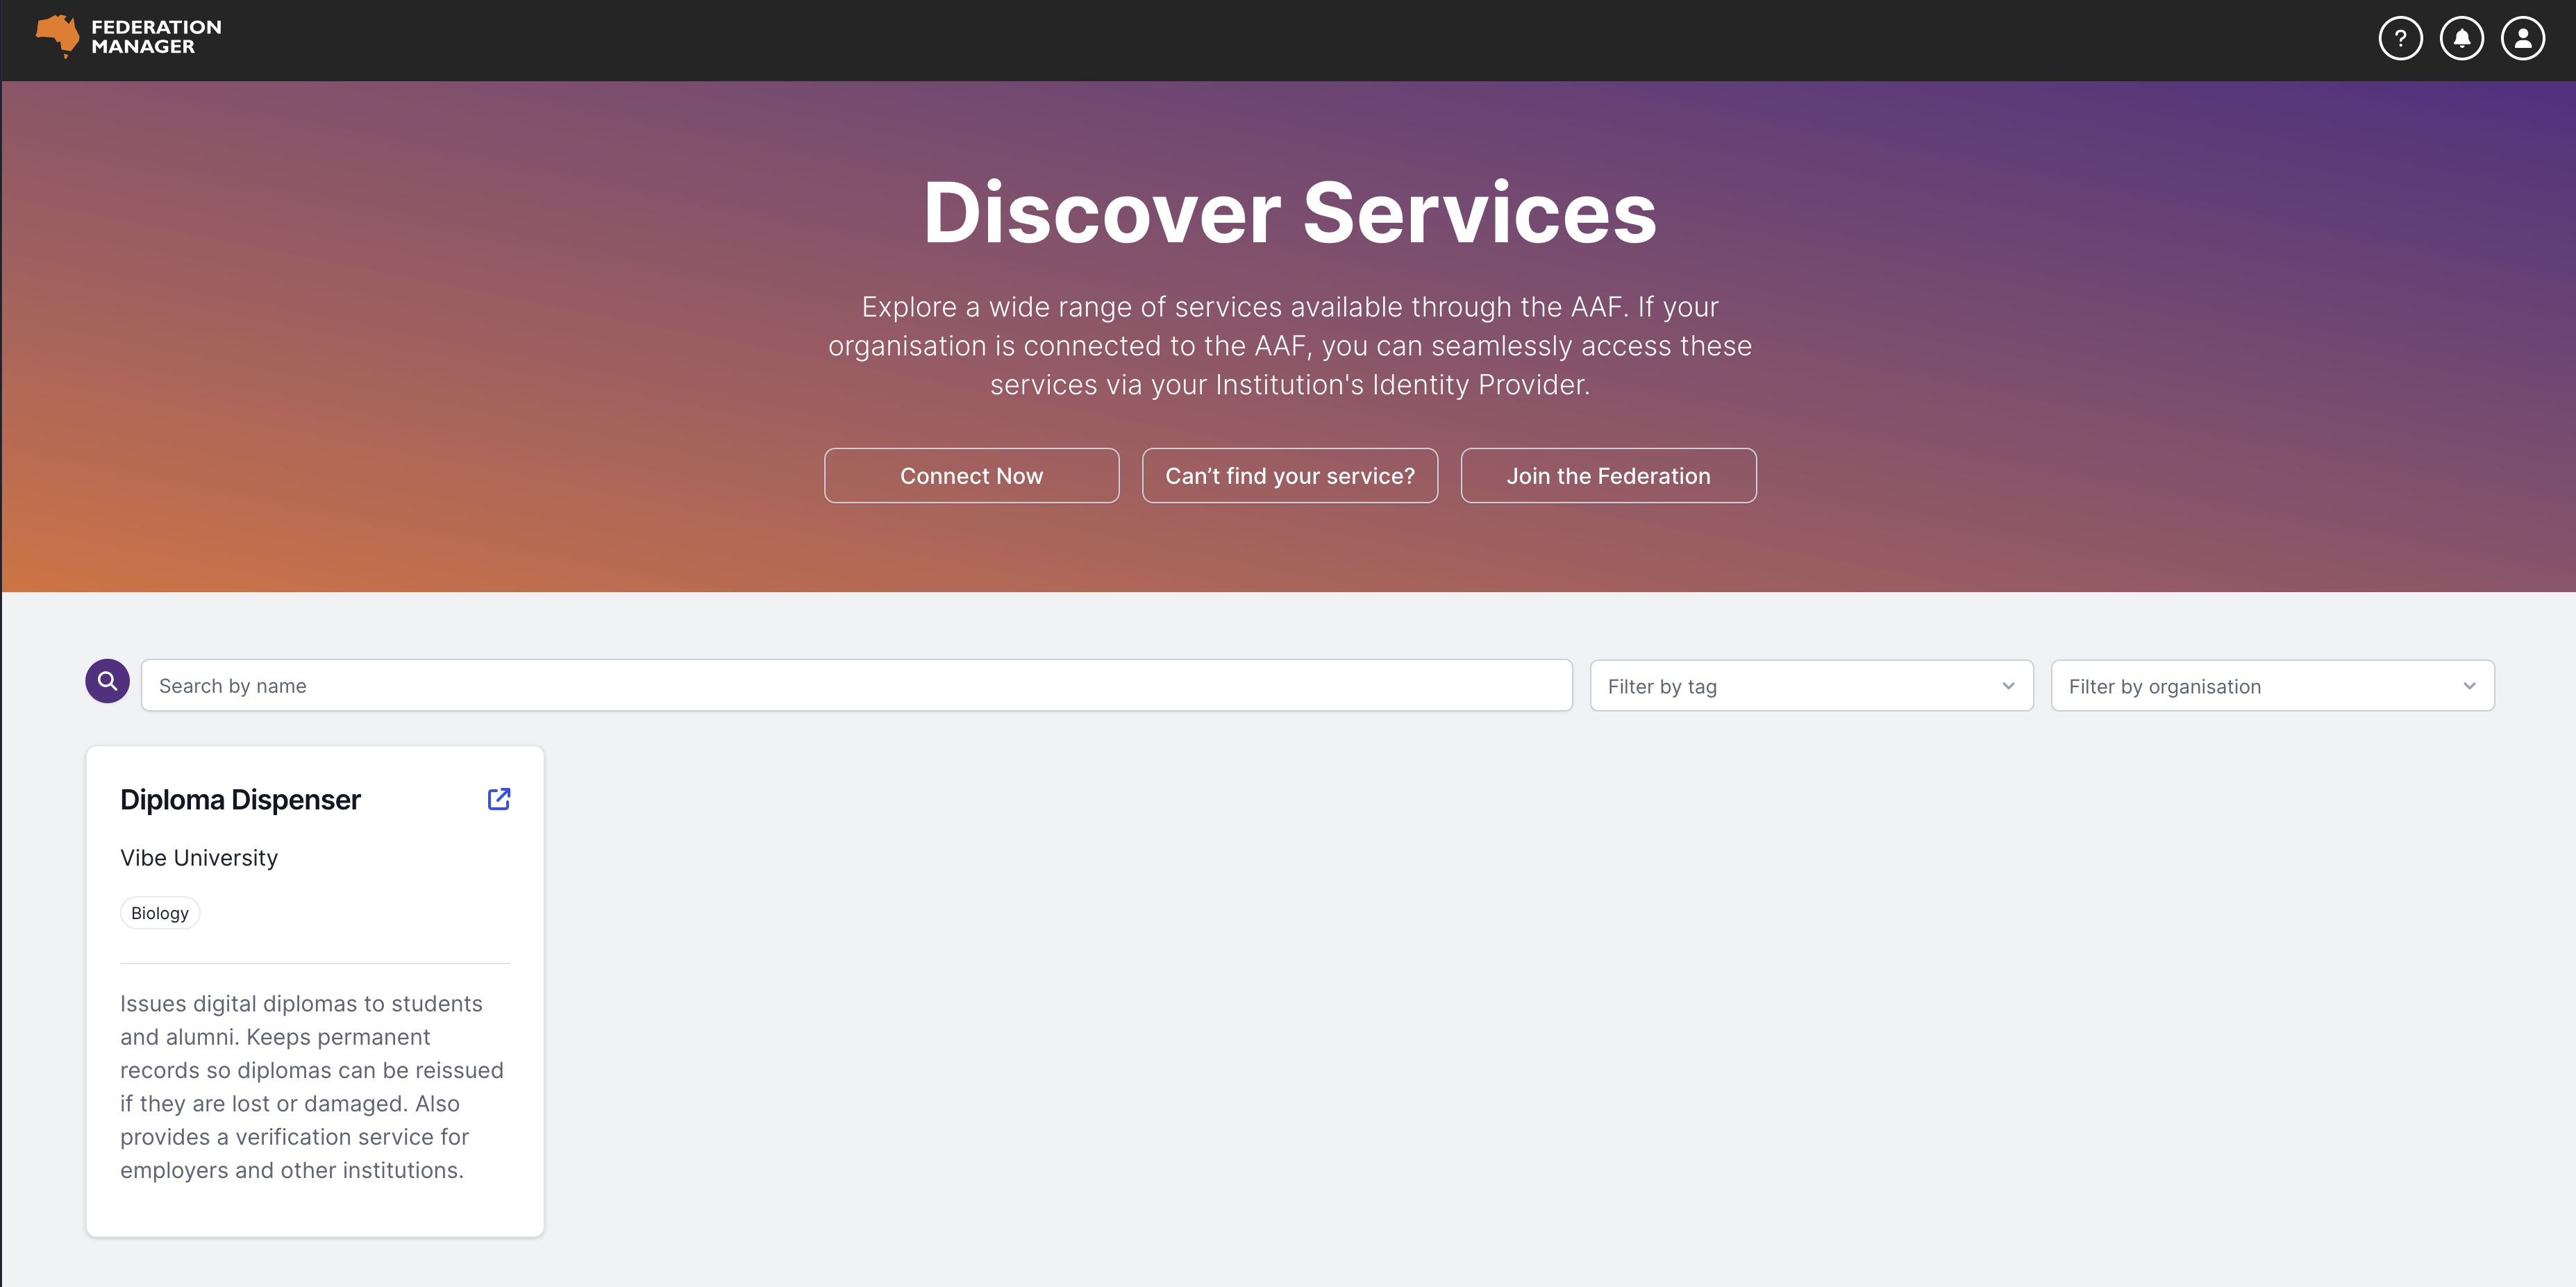 FEDERATION
MANAGER
?
Discover Services
Explore a wide range of services available through the AAF. If your
organisation is connected to the AAF, you can seamlessly access these
services via your Institution's Identity Provider.
Connect Now
Can’t find your service?
Join the Federation
Search by name
Filter by tag
Filter by organisation
Diploma Dispenser
Vibe University
Biology
Issues digital diplomas to students
and alumni. Keeps permanent
records so diplomas can be reissued
if they are lost or damaged. Also
provides a verification service for
employers and other institutions.